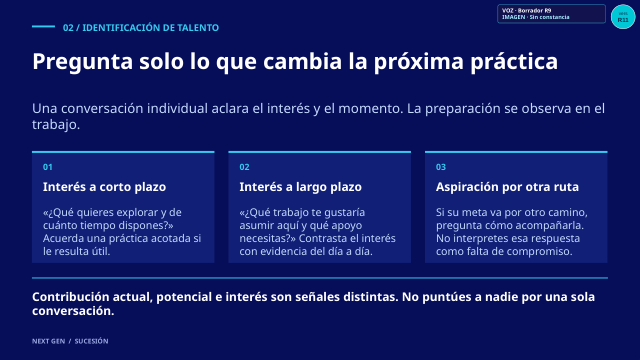 VOZ · Borrador R9
IMAGEN · Sin constancia
R11
02 / IDENTIFICACIÓN DE TALENTO
Pregunta solo lo que cambia la próxima práctica
Una conversación individual aclara el interés y el momento. La preparación se observa en el
trabajo.
01
Interés a corto plazo
«¿Qué quieres explorar y de
cuánto tiempo dispones?»
Acuerda una práctica acotada si
le resulta útil.
02
Interés a largo plazo
«¿Qué trabajo te gustaría
asumir aquí y qué apoyo
necesitas?» Contrasta el interés
con evidencia del día a día.
03
Aspiración por otra ruta
Si su meta va por otro camino,
pregunta cómo acompañarla.
No interpretes esa respuesta
como falta de compromiso.
Contribución actual, potencial e interés son señales distintas. No puntúes a nadie por una sola
conversación.
NEXT GEN / SUCESIÓN